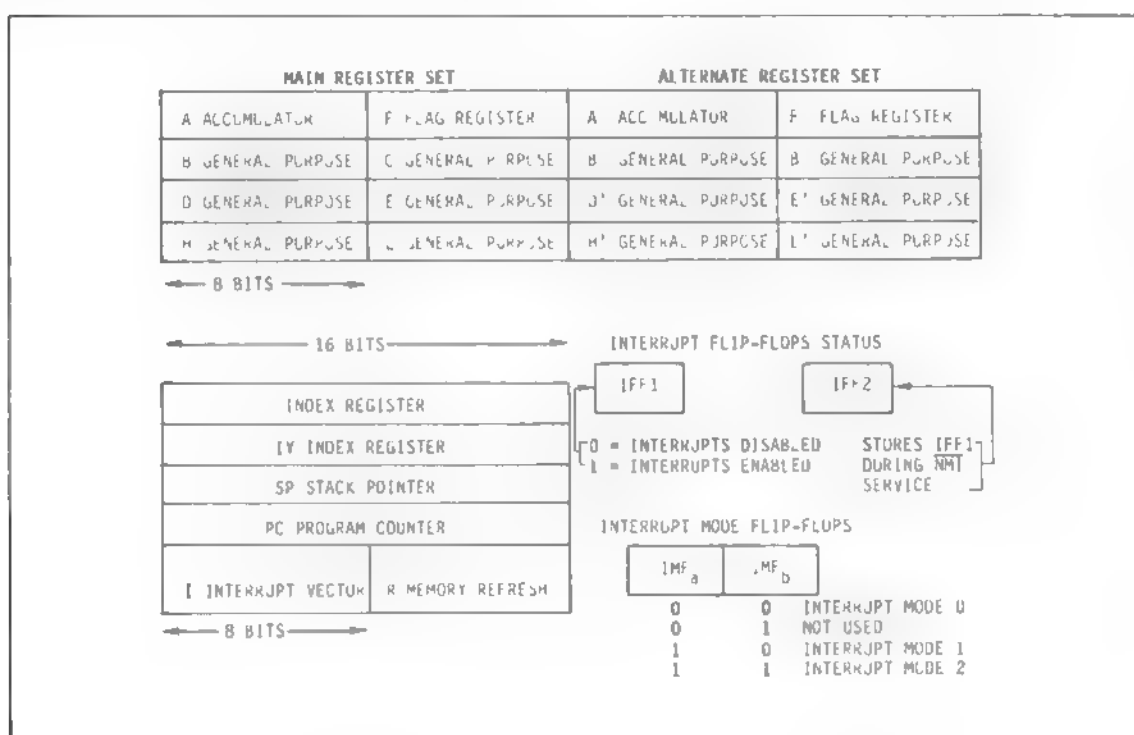 MAIN REGISTER SET ALTERNATE REGISTER SET
A ACCUMULATOR F FLAG REGISTER A ACC MULATOR F FLAG REGISTER
B GENERAL PURPOSE C GENERAL P RPOSE B GENERAL PURPOSE B GENERAL PURPOSE
D GENERAL PURPOSE E GENERAL PURPOSE D' GENERAL PURPOSE E' GENERAL PURPOSE
H GENERAL PURPOSE L GENERAL PURPOSE H' GENERAL PURPOSE L' GENERAL PURPOSE
8 BITS
16 BITS
INTERRUPT FLIP-FLOPS STATUS
IFF1 IFF2
INDEX REGISTER
IY INDEX REGISTER
SP STACK POINTER
PC PROGRAM COUNTER
I INTERRUPT VECTOR R MEMORY REFRESH
8 BITS
0 = INTERRUPTS DISABLED
1 = INTERRUPTS ENABLED
STORES IFF1
DURING NMI
SERVICE
INTERRUPT MODE FLIP-FLOPS
IMFa IMFb
0 0 INTERRUPT MODE 0
0 1 NOT USED
1 0 INTERRUPT MODE 1
1 1 INTERRUPT MODE 2